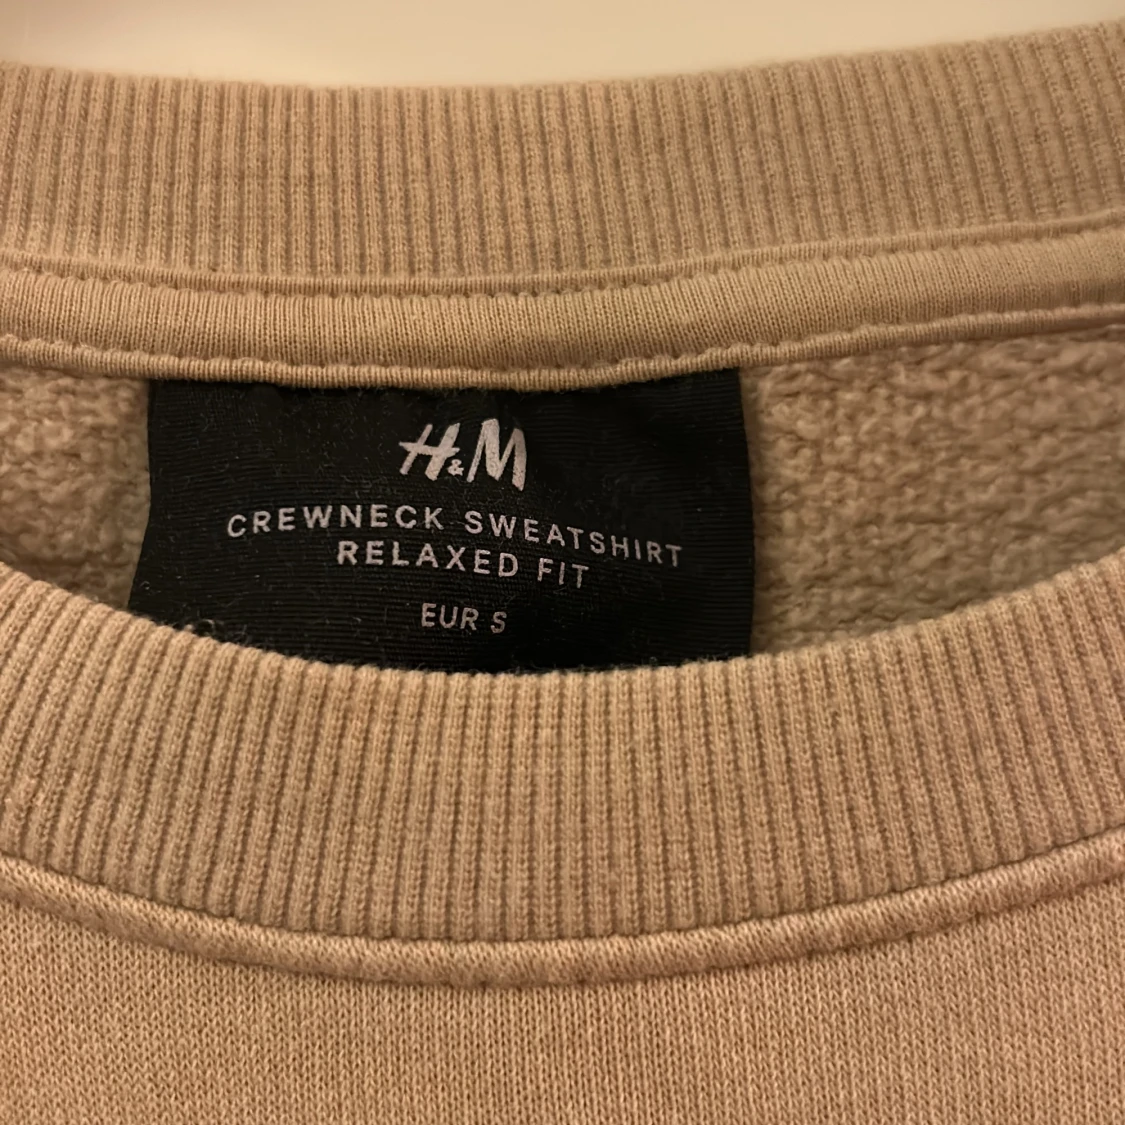 H&M
CREWNECK SWEATSHIRT
RELAXED FIT
EUR S